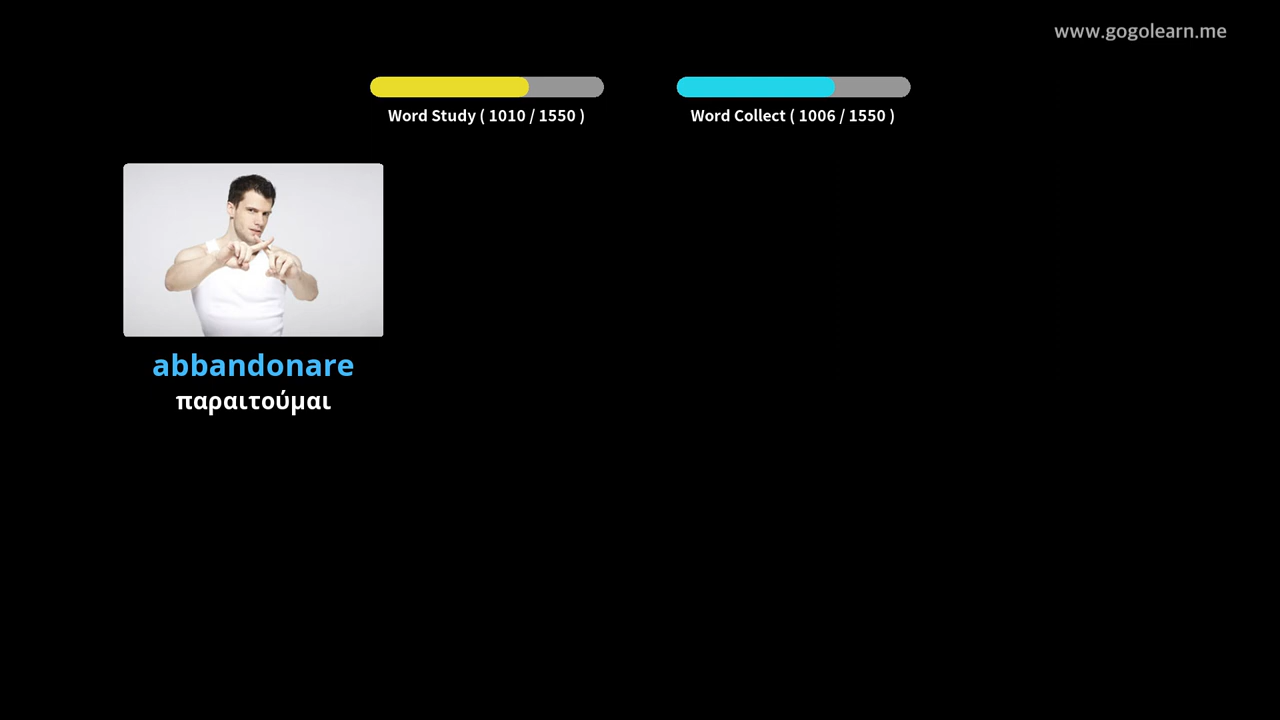 www.gogolearn.me
Word Study ( 1010 / 1550 )
Word Collect ( 1006 / 1550 )
abbandonare
παραιτούμαι